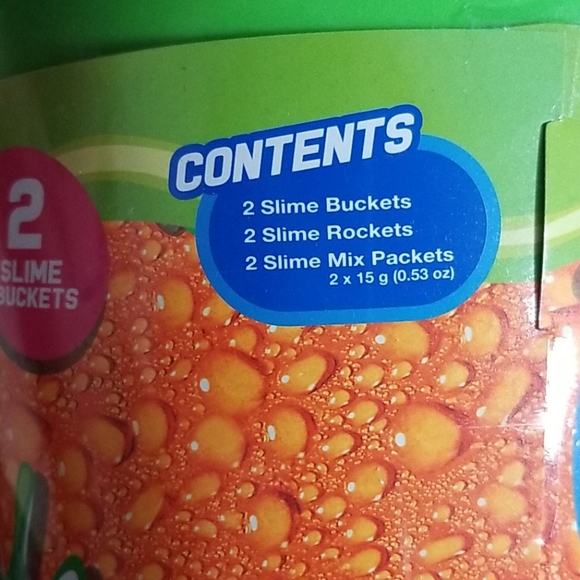 CONTENTS
2 Slime Buckets
2 Slime Rockets
2 Slime Mix Packets
2 x 15 g (0.53 oz)
2
SLIME
BUCKETS